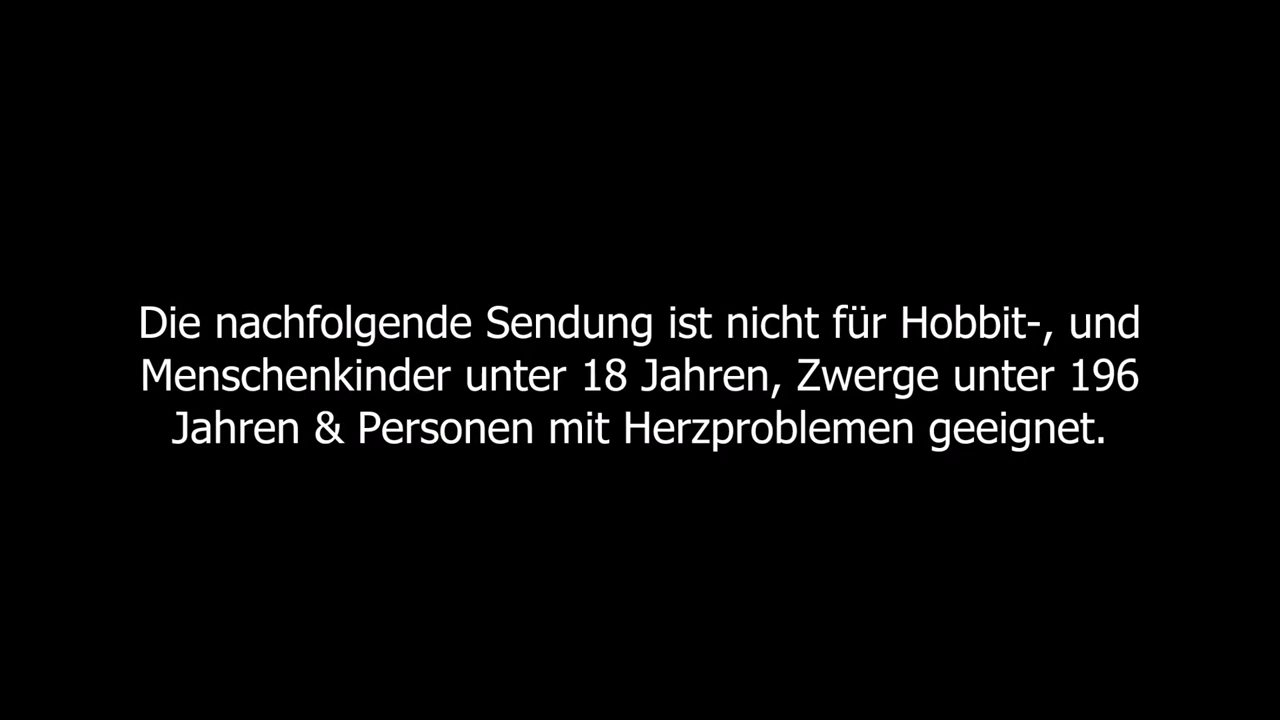 Die nachfolgende Sendung ist nicht für Hobbit-, und
Menschenkinder unter 18 Jahren, Zwerge unter 196
Jahren & Personen mit Herzproblemen geeignet.